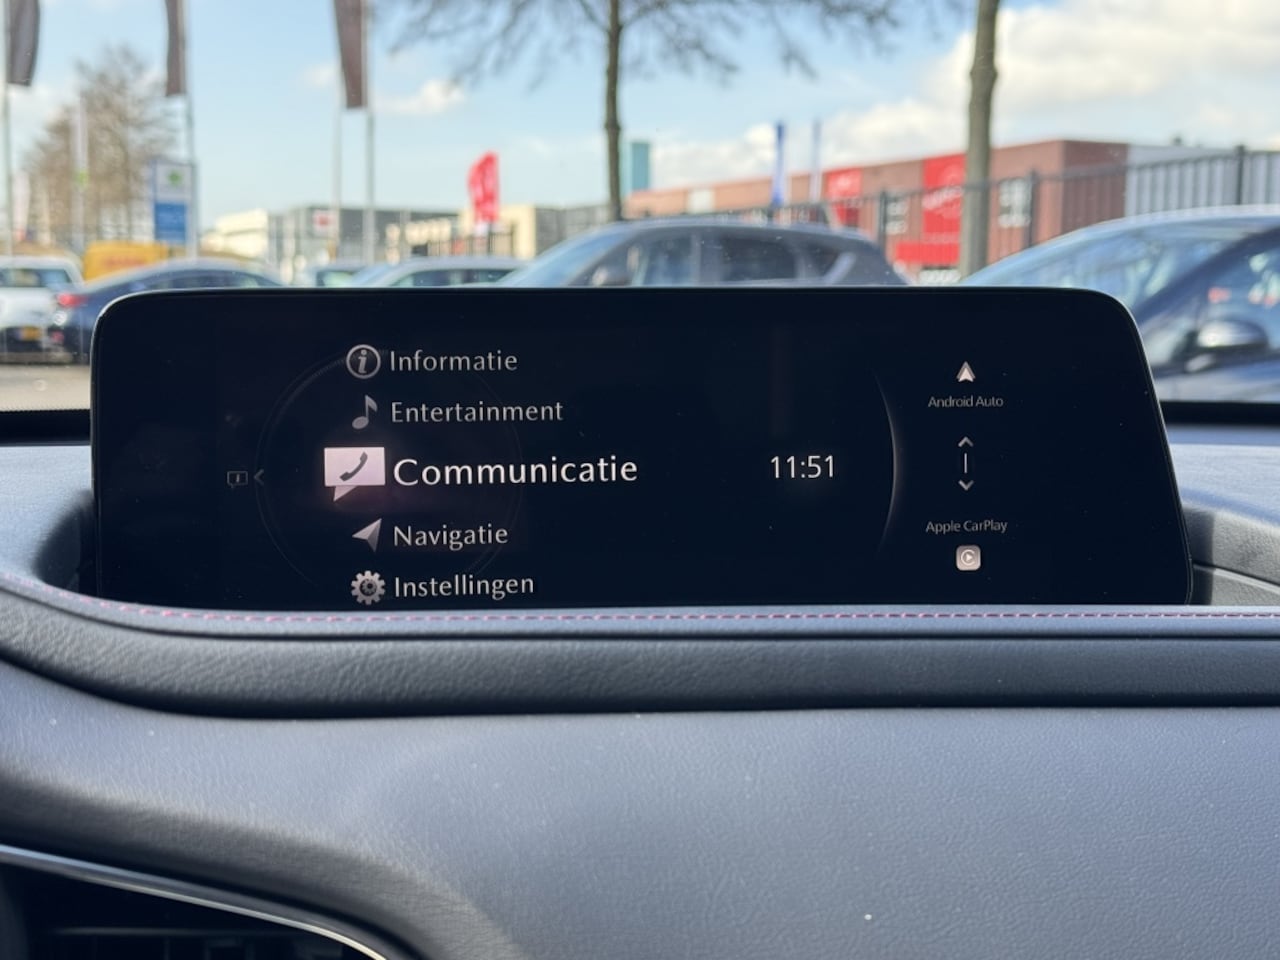 Informatie
Entertainment
Communicatie
Navigatie
Instellingen
11:51
Android Auto
Apple CarPlay